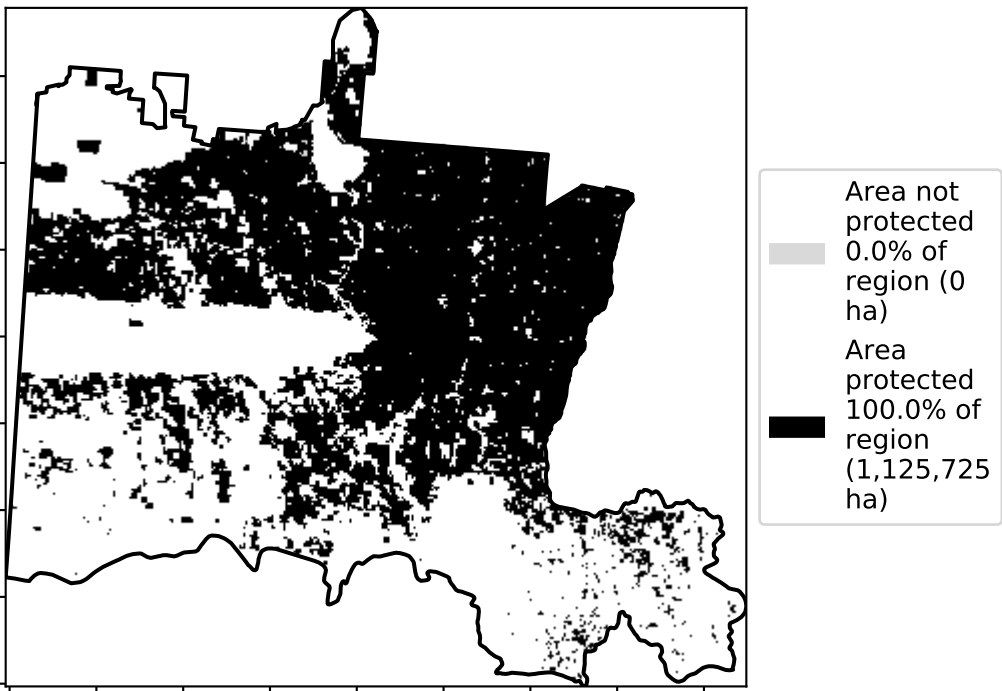 Area not
protected
0.0% of
region (0
ha)
Area
protected
100.0% of
region
(1,125,725
ha)